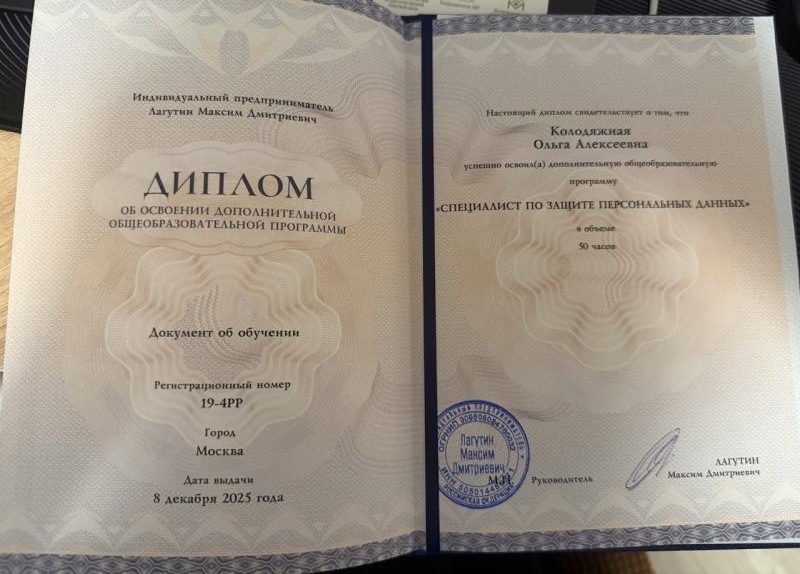 Индивидуальный предприниматель
Лагутин Максим Дмитриевич
ДИПЛОМ
ОБ ОСВОЕНИИ ДОПОЛНИТЕЛЬНОЙ
ОБЩЕОБРАЗОВАТЕЛЬНОЙ ПРОГРАММЫ
Документ об обучении
Регистрационный номер
19-4РР
Город
Москва
Дата выдачи
8 декабря 2025 года
Настоящий диплом свидетельствует о том, что
Колодяжная
Ольга Алексеевна
успешно освоил(а) дополнительную общеобразовательную
программу
«СПЕЦИАЛИСТ ПО ЗАЩИТЕ ПЕРСОНАЛЬНЫХ ДАННЫХ»
в объеме
50 часов
Лагутин
Максим
Дмитриевич
М.П.
Руководитель
ЛАГУТИН
Максим Дмитриевич